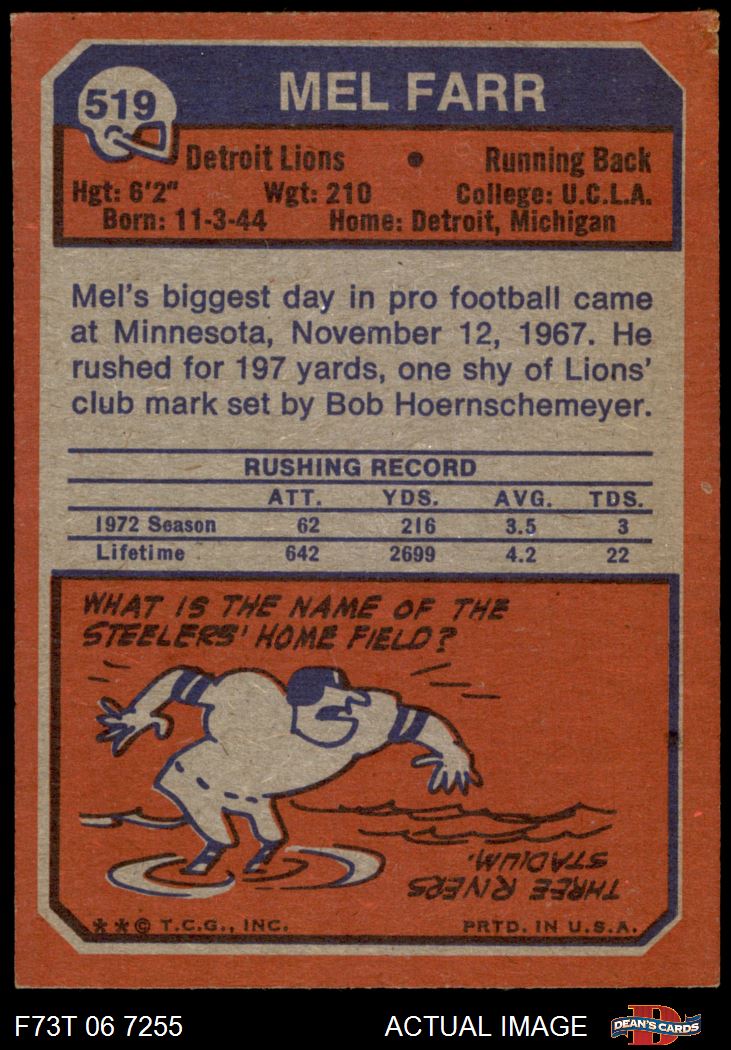 519
MEL FARR
Detroit Lions • Running Back
Hgt: 6'2" Wgt: 210 College: U.C.L.A.
Born: 11-3-44 Home: Detroit, Michigan
Mel's biggest day in pro football came
at Minnesota, November 12, 1967. He
rushed for 197 yards, one shy of Lions'
club mark set by Bob Hoernschemeyer.
RUSHING RECORD
ATT. YDS. AVG. TDS.
1972 Season 62 216 3.5 3
Lifetime 642 2699 4.2 22
WHAT IS THE NAME OF THE
STEELERS' HOME FIELD?
THREE RIVERS
STADIUM.
**© T.C.G., INC. PRTD. IN U.S.A.
F73T 06 7255 ACTUAL IMAGE
DEAN'S CARDS